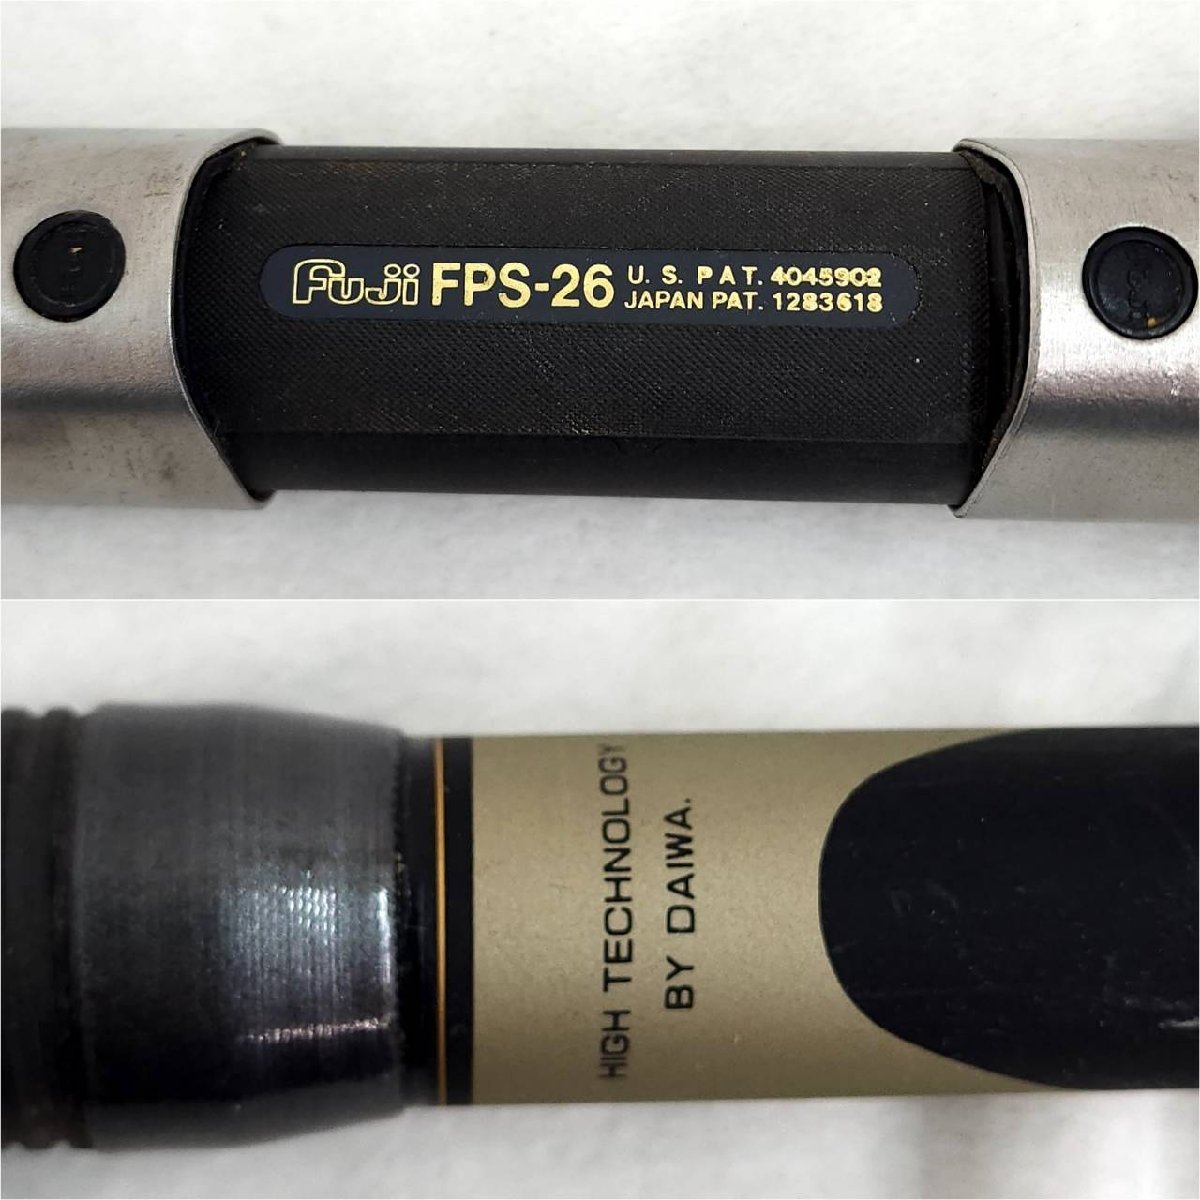 Fuji FPS-26 U. S. PAT. 4045902
JAPAN PAT. 1283618
HIGH TECHNOLOGY
BY DAIWA.